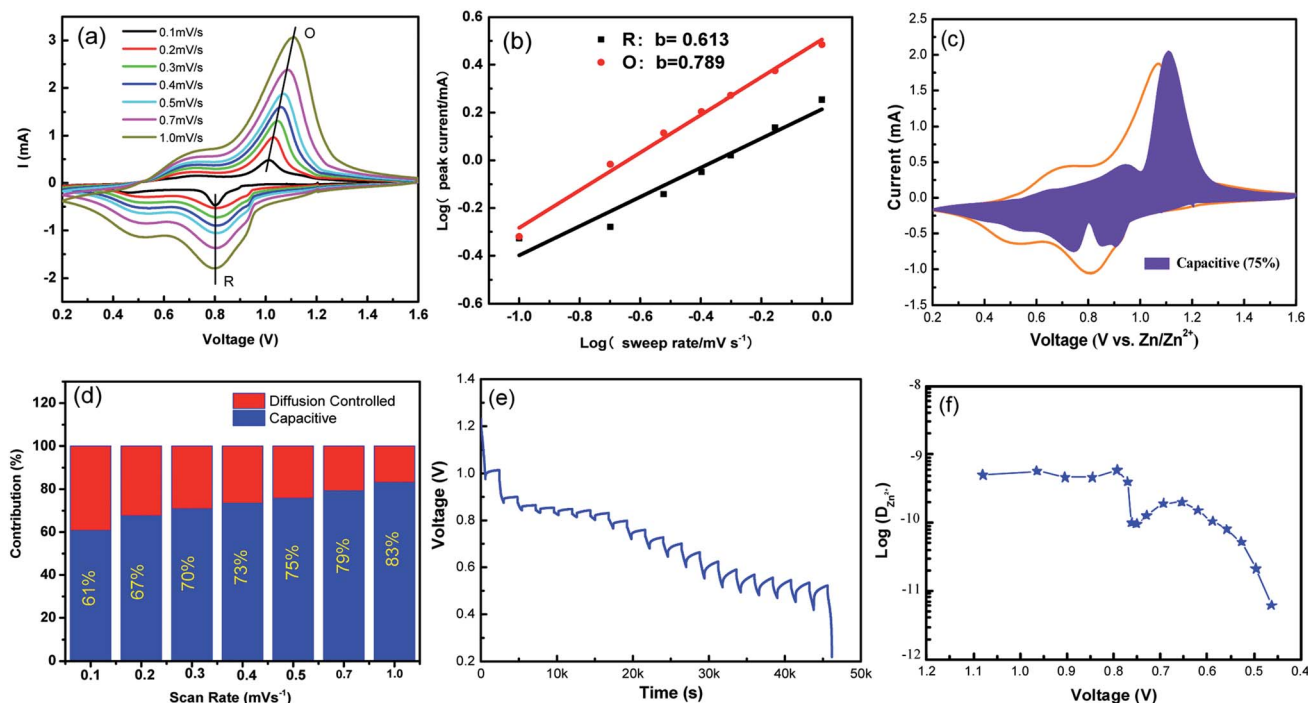 (a)
0.1mV/s
0.2mV/s
0.3mV/s
0.4mV/s
0.5mV/s
0.7mV/s
1.0mV/s
O
R
I (mA)
3
2
1
0
-1
-2
0.2 0.4 0.6 0.8 1.0 1.2 1.4 1.6
Voltage (V)
(b)
R: b= 0.613
O: b=0.789
Log( peak current/mA)
0.6
0.4
0.2
0.0
-0.2
-0.4
-0.6
-1.0 -0.8 -0.6 -0.4 -0.2 0.0
Log( sweep rate/mV s⁻¹)
(c)
Capacitive (75%)
Current (mA)
2.5
2.0
1.5
1.0
0.5
0.0
-0.5
-1.0
-1.5
0.2 0.4 0.6 0.8 1.0 1.2 1.4 1.6
Voltage (V vs. Zn/Zn²⁺)
(d)
Diffusion Controlled
Capacitive
Contribution (%)
120
100
80
60
40
20
0
61% 67% 70% 73% 75% 79% 83%
0.1 0.2 0.3 0.4 0.5 0.7 1.0
Scan Rate (mVs⁻¹)
(e)
Voltage (V)
1.4
1.2
1.0
0.8
0.6
0.4
0.2
0 10k 20k 30k 40k 50k
Time (s)
(f)
Log (D_Zn²⁺)
-8
-9
-10
-11
-12
1.2 1.1 1.0 0.9 0.8 0.7 0.6 0.5 0.4
Voltage (V)